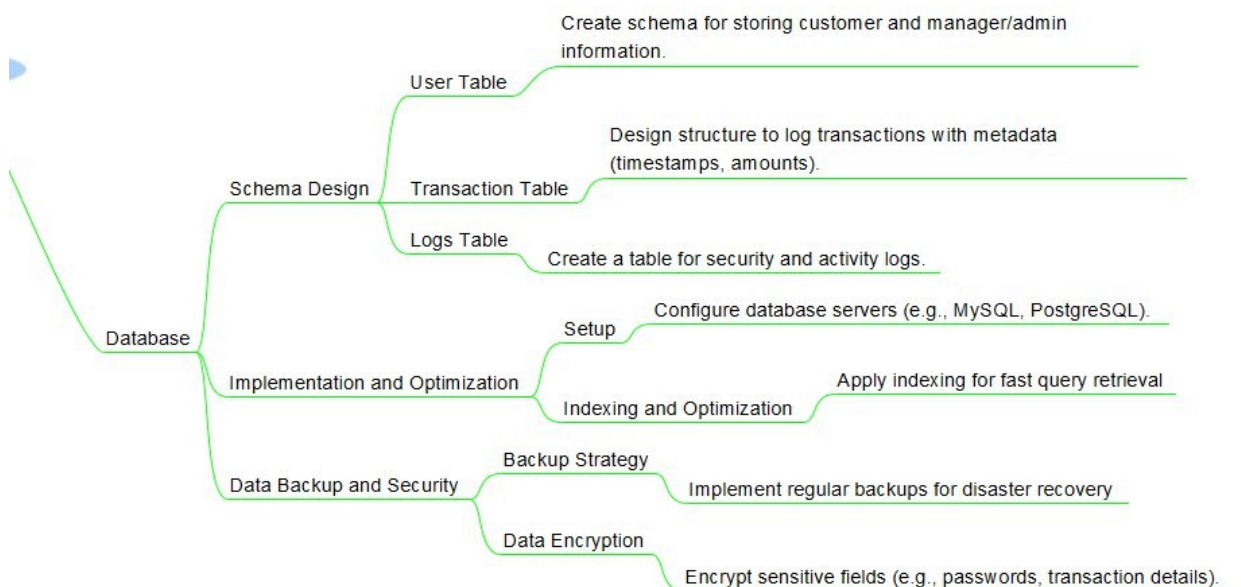 Create schema for storing customer and manager/admin
information.
User Table
Design structure to log transactions with metadata
(timestamps, amounts).
Schema Design
Transaction Table
Logs Table
Create a table for security and activity logs.
Database
Configure database servers (e.g., MySQL, PostgreSQL).
Setup
Implementation and Optimization
Apply indexing for fast query retrieval
Indexing and Optimization
Backup Strategy
Data Backup and Security
Implement regular backups for disaster recovery
Data Encryption
Encrypt sensitive fields (e.g., passwords, transaction details).